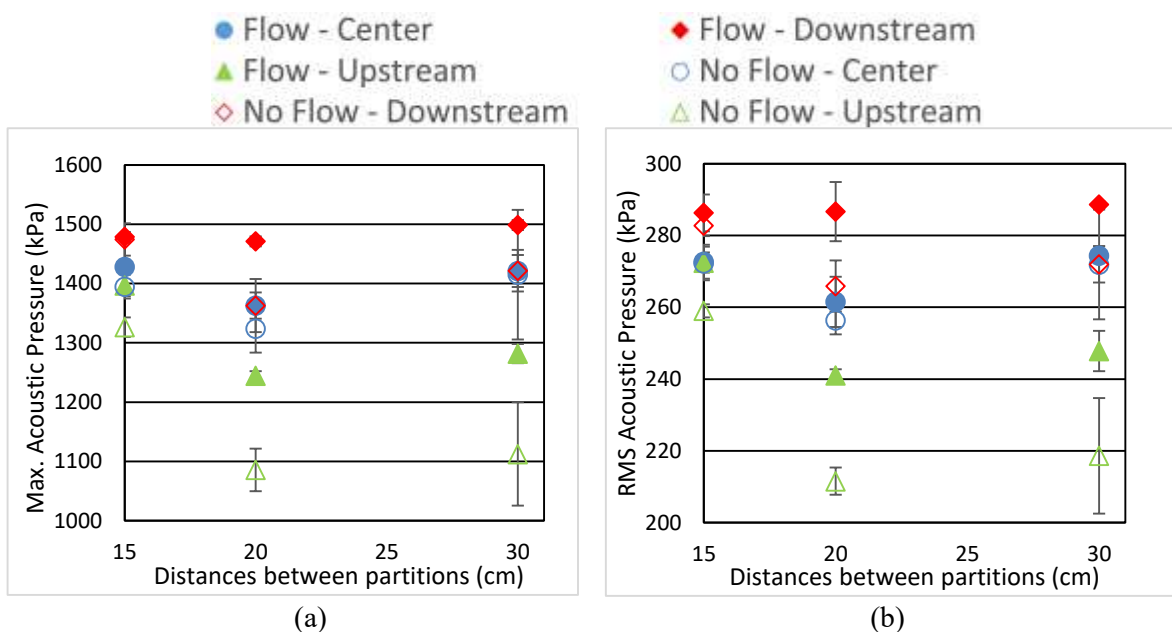 Flow - Center
Flow - Downstream
Flow - Upstream
No Flow - Center
No Flow - Downstream
No Flow - Upstream
Max. Acoustic Pressure (kPa)
1600
1500
1400
1300
1200
1100
1000
15 20 25 30
Distances between partitions (cm)
(a)
RMS Acoustic Pressure (kPa)
300
280
260
240
220
200
15 20 25 30
Distances between partitions (cm)
(b)